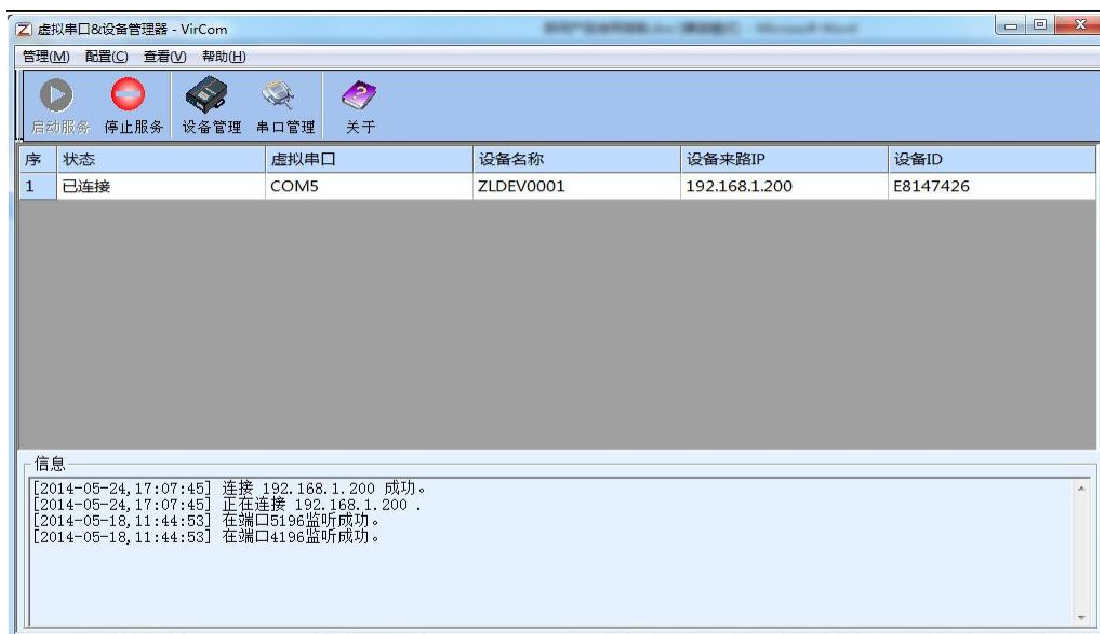 虚拟串口&设备管理器 - VirCom
管理(M) 配置(C) 查看(V) 帮助(H)
启动服务 停止服务 设备管理 串口管理 关于
序 状态 虚拟串口 设备名称 设备来路IP 设备ID
1 已连接 COM5 ZLDEV0001 192.168.1.200 E8147426
信息
[2014-05-24,17:07:45] 连接 192.168.1.200 成功。
[2014-05-24,17:07:45] 正在连接 192.168.1.200 .
[2014-05-18,11:44:53] 在端口5196监听成功。
[2014-05-18,11:44:53] 在端口4196监听成功。